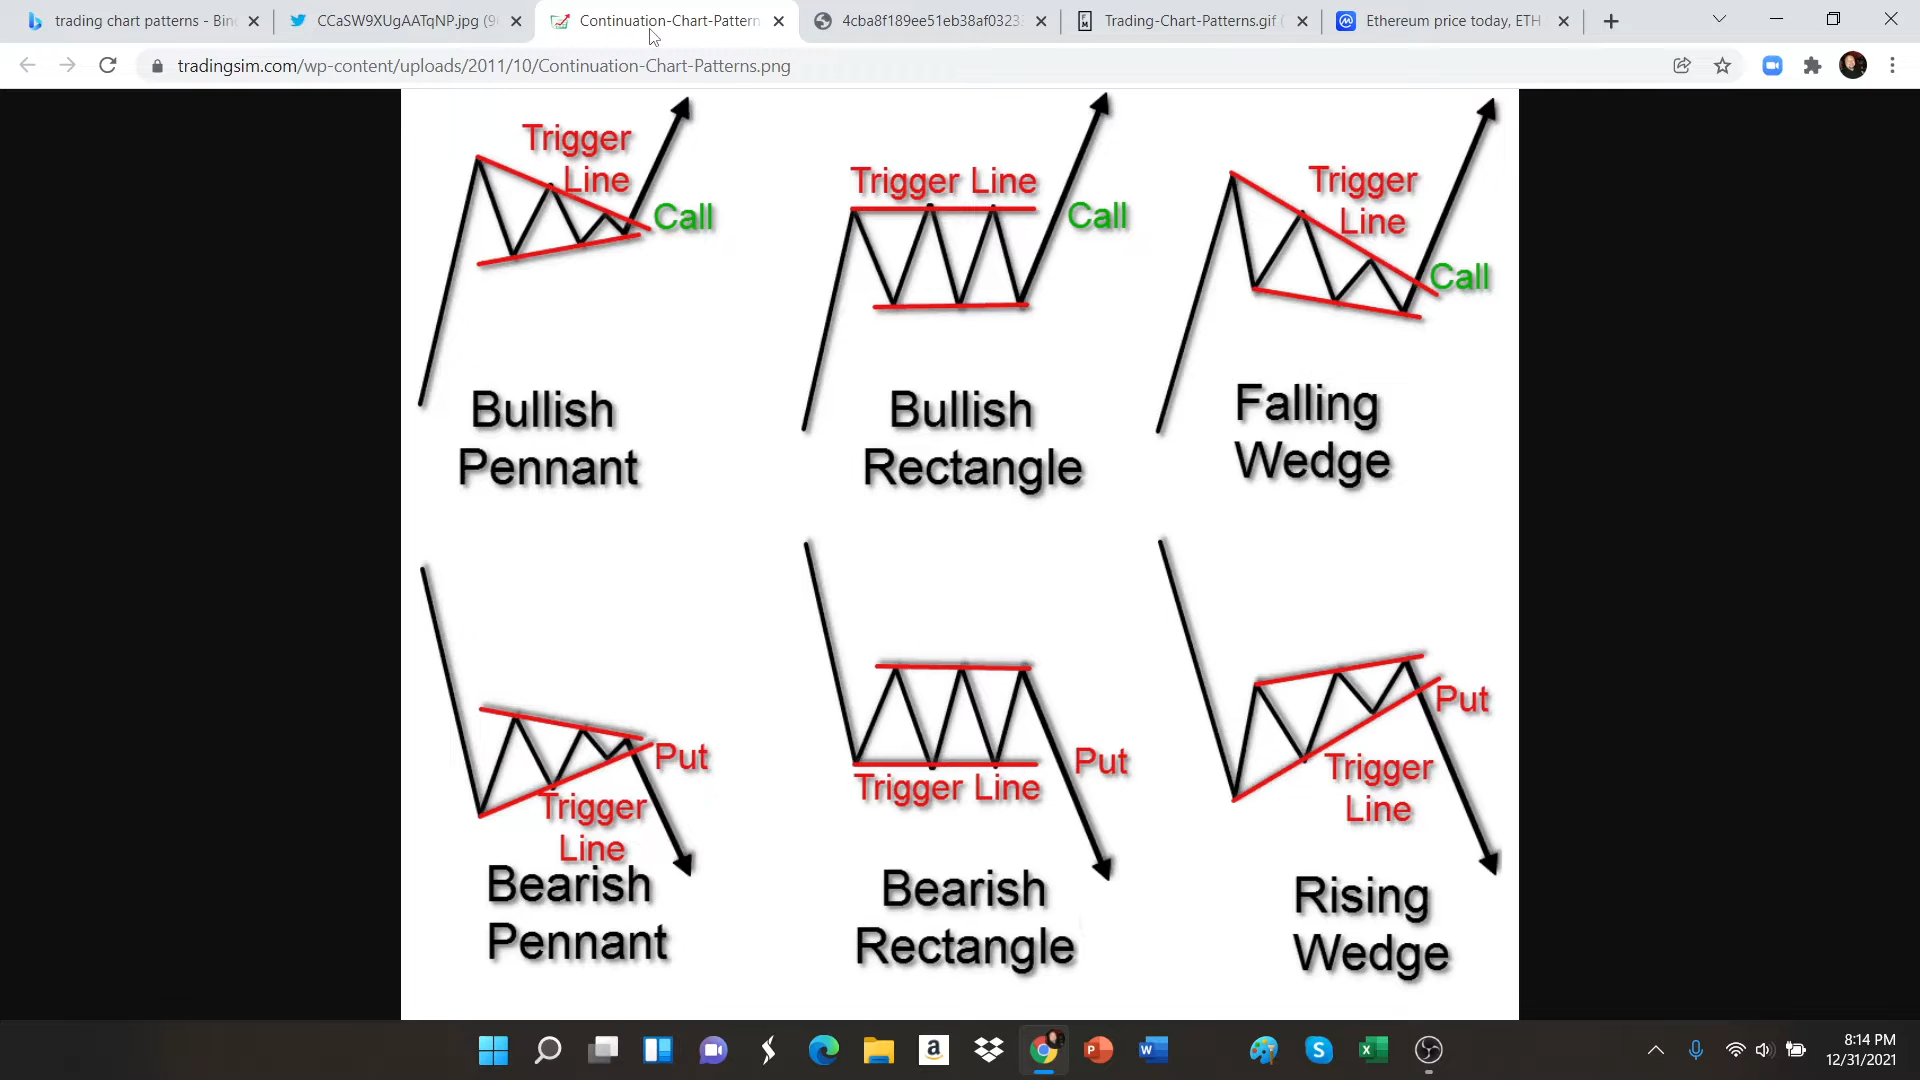 trading chart patterns - Bing
CCaSW9XUgAATqNP.jpg (9
Continuation-Chart-Pattern
4cba8f189ee51eb38af0323
Trading-Chart-Patterns.gif (
Ethereum price today, ETH
tradingsim.com/wp-content/uploads/2011/10/Continuation-Chart-Patterns.png
Trigger
Line
Call
Bullish
Pennant
Trigger Line
Call
Bullish
Rectangle
Trigger
Line
Call
Falling
Wedge
Put
Trigger
Line
Bearish
Pennant
Put
Trigger Line
Bearish
Rectangle
Put
Trigger
Line
Rising
Wedge
8:14 PM
12/31/2021